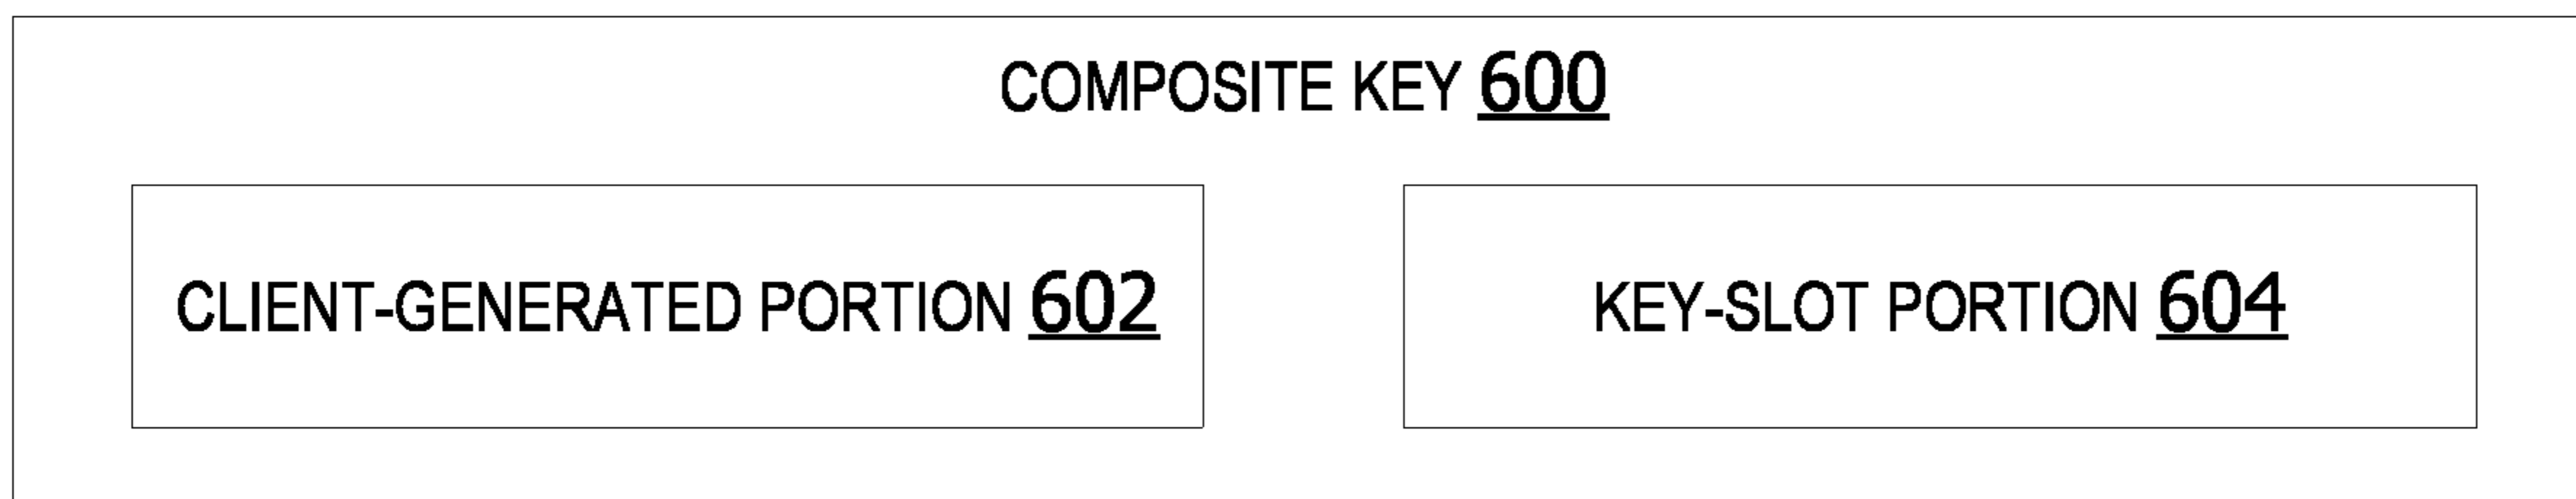 COMPOSITE KEY 600
CLIENT-GENERATED PORTION 602
KEY-SLOT PORTION 604